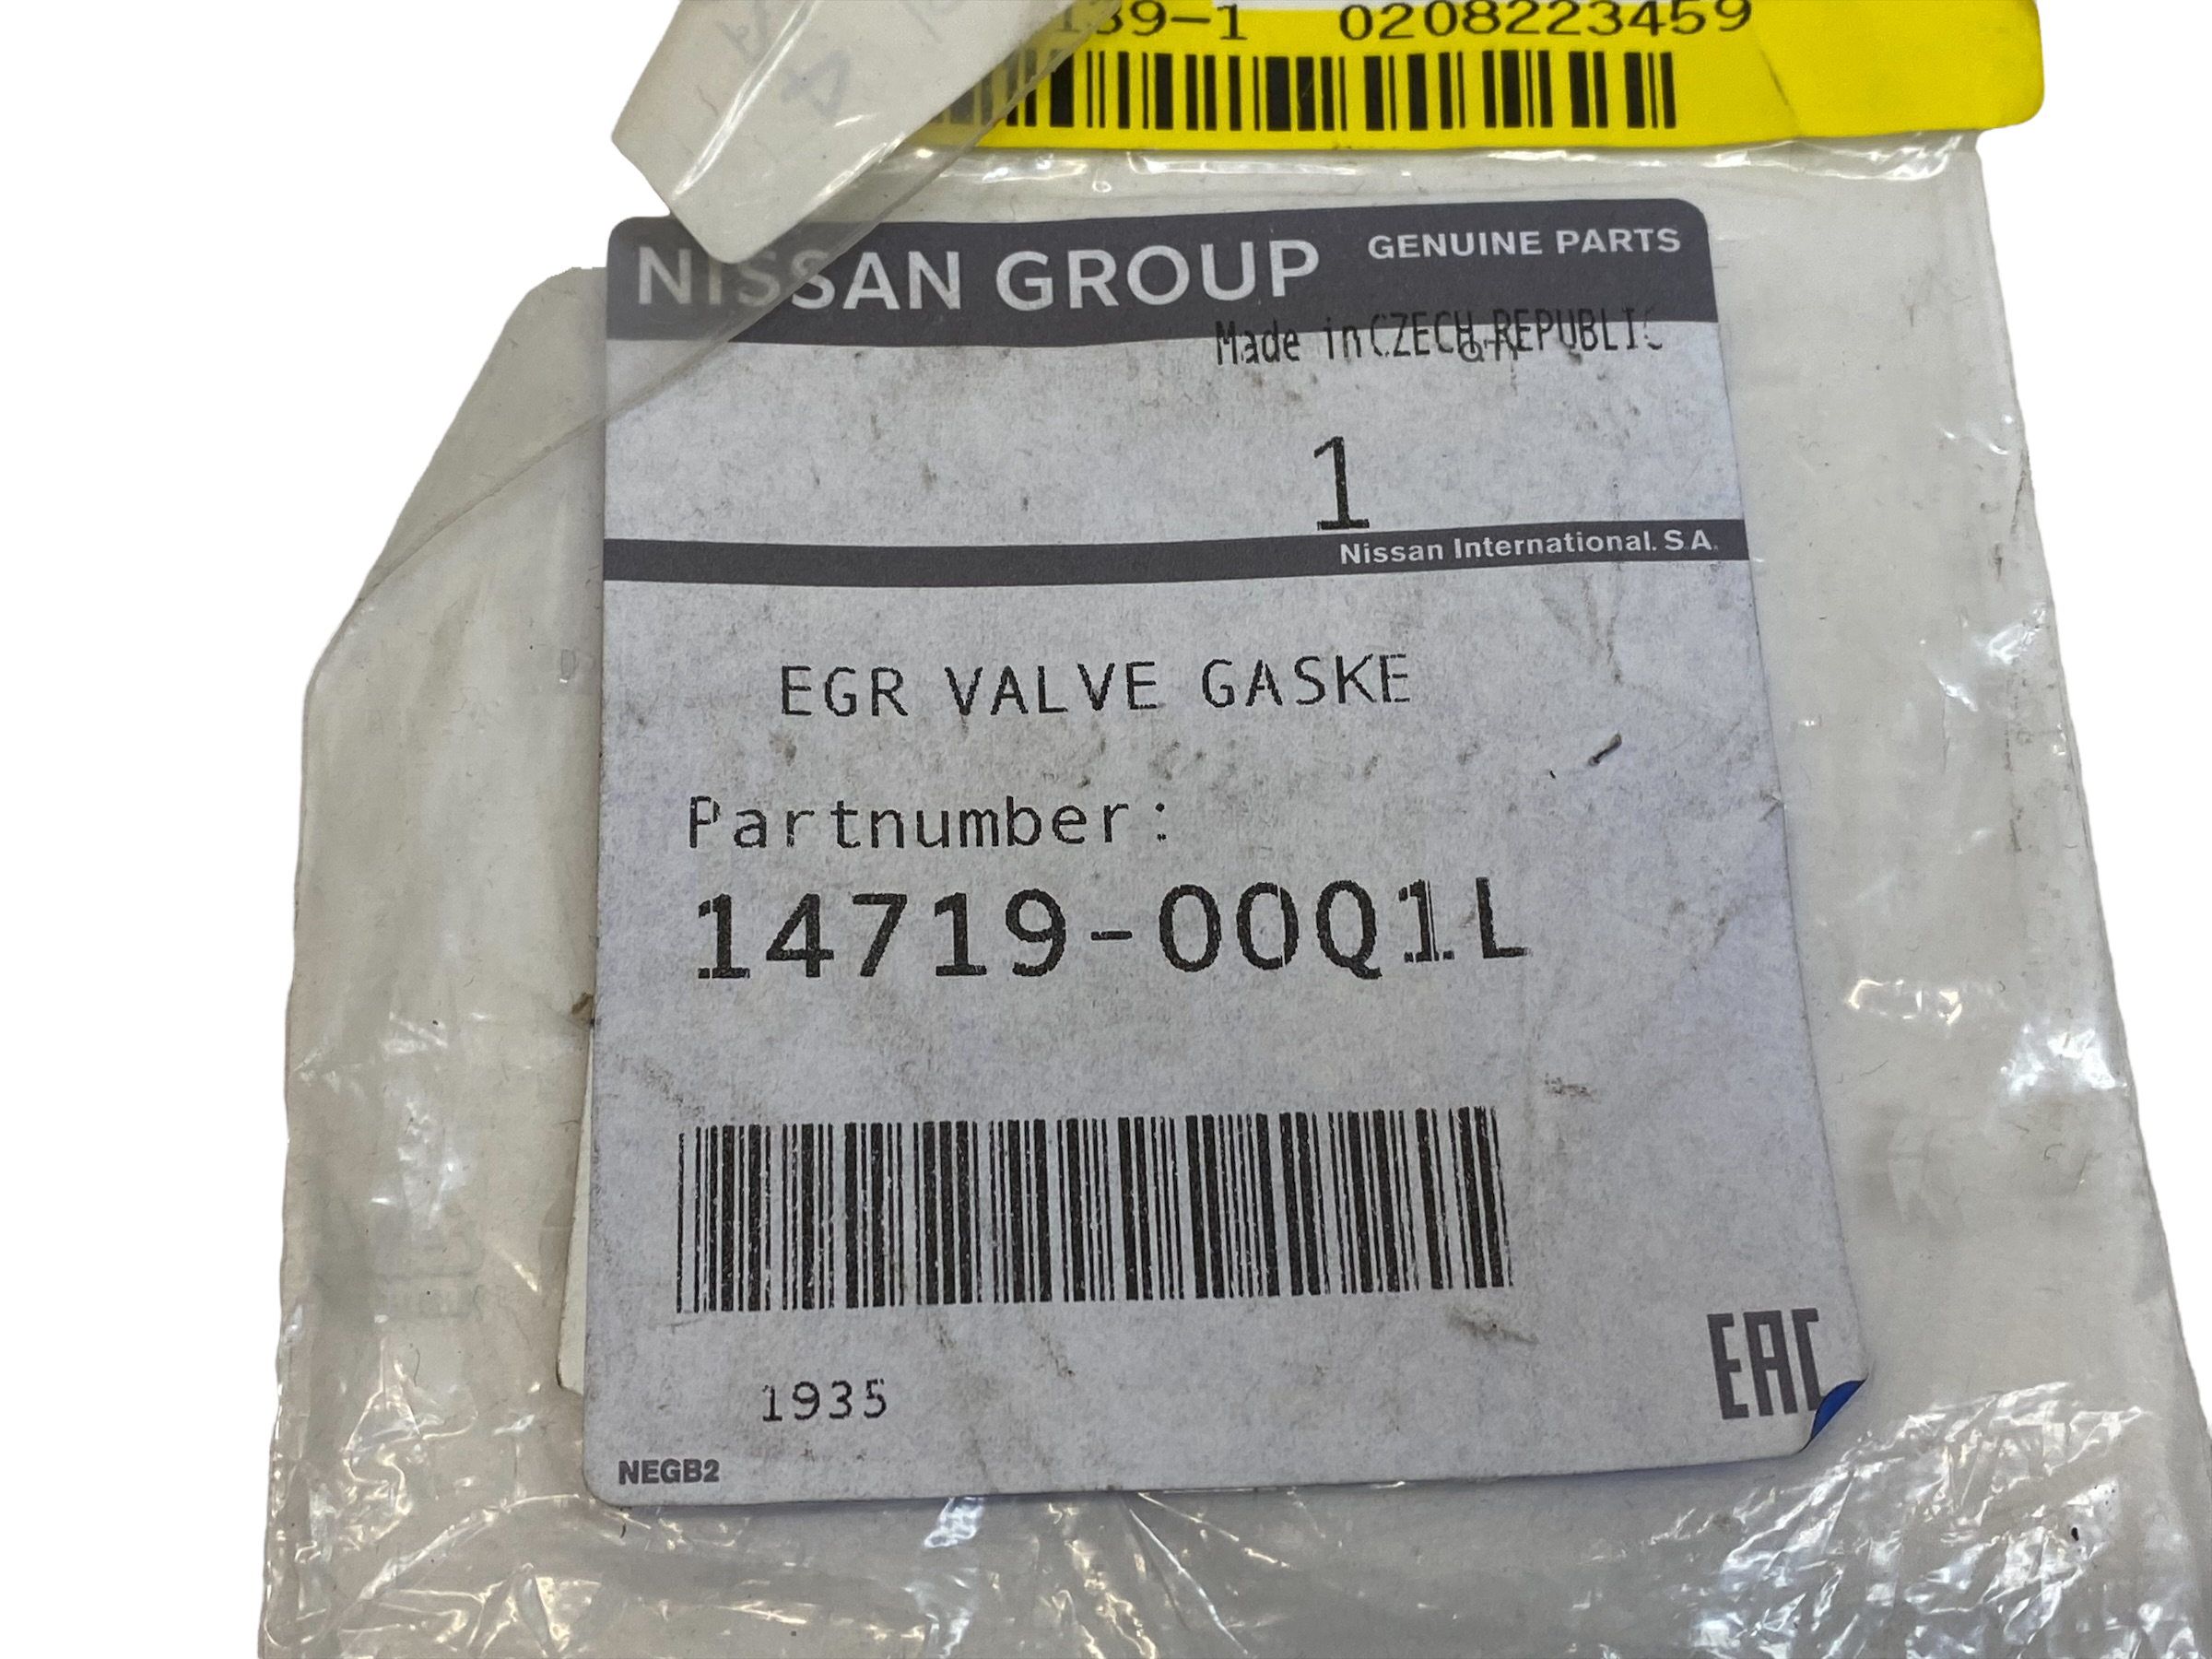 139-1 0208223459
NISSAN GROUP GENUINE PARTS
Made in CZECH REPUBLIC
1
Nissan International. S.A.
EGR VALVE GASKE
Partnumber:
14719-00Q1L
1935
EAC
NEGB2